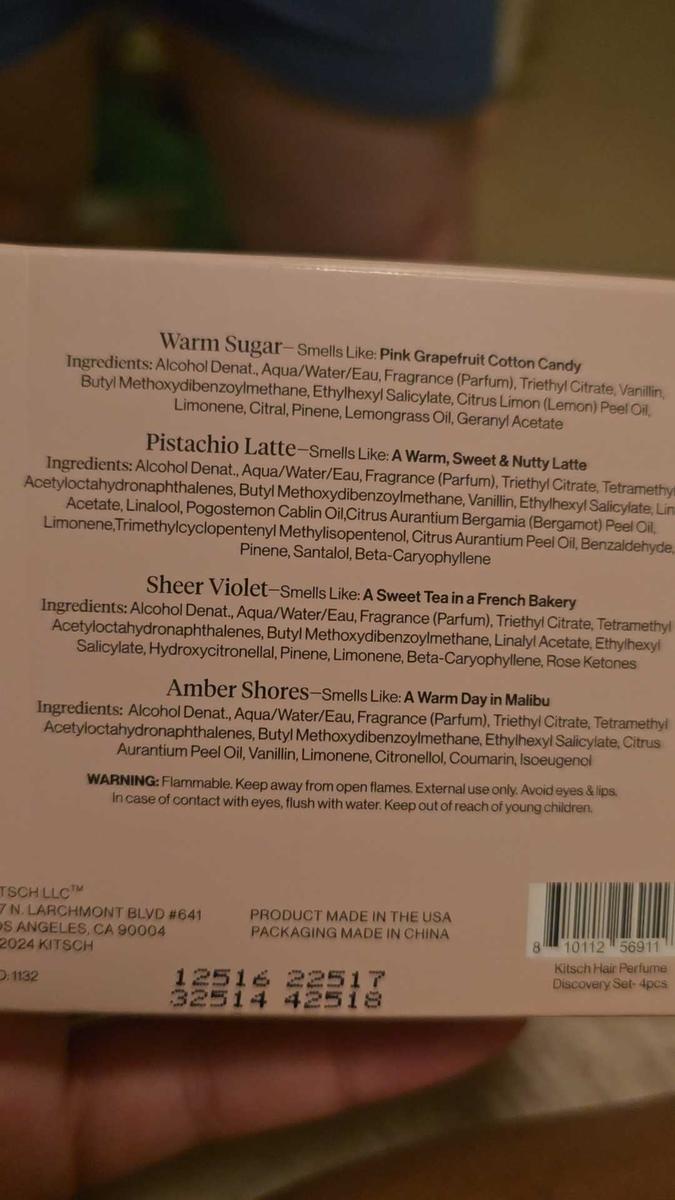 Warm Sugar— Smells Like: Pink Grapefruit Cotton Candy
Ingredients: Alcohol Denat., Aqua/Water/Eau, Fragrance (Parfum), Triethyl Citrate, Vanillin,
Butyl Methoxydibenzoylmethane, Ethylhexyl Salicylate, Citrus Limon (Lemon) Peel Oil,
Limonene, Citral, Pinene, Lemongrass Oil, Geranyl Acetate
Pistachio Latte—Smells Like: A Warm, Sweet & Nutty Latte
Ingredients: Alcohol Denat., Aqua/Water/Eau, Fragrance (Parfum), Triethyl Citrate, Tetramethyl
Acetyloctahydronaphthalenes, Butyl Methoxydibenzoylmethane, Vanillin, Ethylhexyl Salicylate, Lin
Acetate, Linalool, Pogostemon Cablin Oil,Citrus Aurantium Bergamia (Bergamot) Peel Oil,
Limonene,Trimethylcyclopentenyl Methylisopentenol, Citrus Aurantium Peel Oil, Benzaldehyde,
Pinene, Santalol, Beta-Caryophyllene
Sheer Violet—Smells Like: A Sweet Tea in a French Bakery
Ingredients: Alcohol Denat., Aqua/Water/Eau, Fragrance (Parfum), Triethyl Citrate, Tetramethyl
Acetyloctahydronaphthalenes, Butyl Methoxydibenzoylmethane, Linalyl Acetate, Ethylhexyl
Salicylate, Hydroxycitronellal, Pinene, Limonene, Beta-Caryophyllene, Rose Ketones
Amber Shores—Smells Like: A Warm Day in Malibu
Ingredients: Alcohol Denat., Aqua/Water/Eau, Fragrance (Parfum), Triethyl Citrate, Tetramethyl
Acetyloctahydronaphthalenes, Butyl Methoxydibenzoylmethane, Ethylhexyl Salicylate, Citrus
Aurantium Peel Oil, Vanillin, Limonene, Citronellol, Coumarin, Isoeugenol
WARNING: Flammable. Keep away from open flames. External use only. Avoid eyes & lips.
In case of contact with eyes, flush with water. Keep out of reach of young children.
TSCH LLC™
7 N. LARCHMONT BLVD #641
OS ANGELES, CA 90004
2024 KITSCH
D: 1132
PRODUCT MADE IN THE USA
PACKAGING MADE IN CHINA
12516 22517
32514 42518
8 10112 56911
Kitsch Hair Perfume
Discovery Set- 4pcs